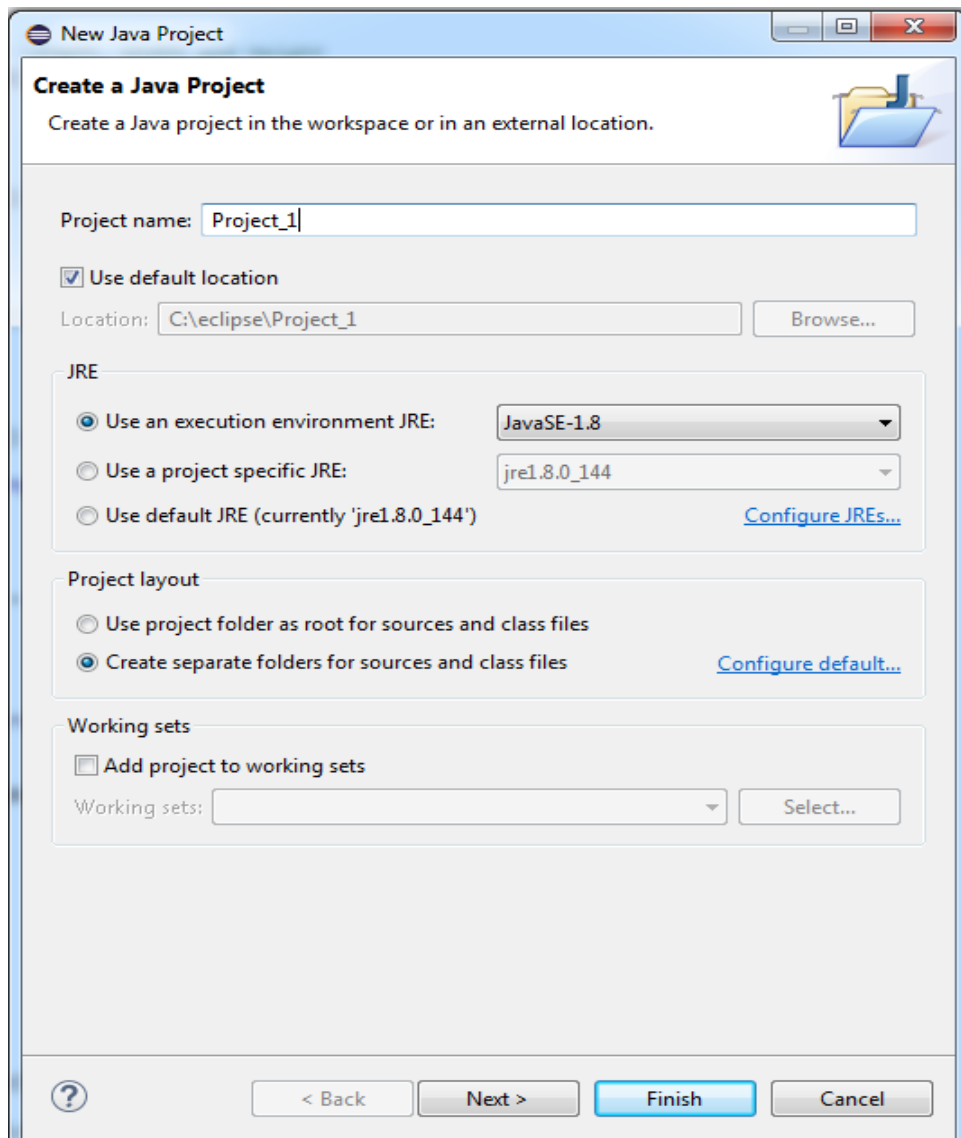 New Java Project
Create a Java Project
Create a Java project in the workspace or in an external location.
Project name: Project_1
Use default location
Location: C:\eclipse\Project_1 Browse...
JRE
Use an execution environment JRE: JavaSE-1.8
Use a project specific JRE: jre1.8.0_144
Use default JRE (currently 'jre1.8.0_144') Configure JREs...
Project layout
Use project folder as root for sources and class files
Create separate folders for sources and class files Configure default...
Working sets
Add project to working sets
Working sets: Select...
? < Back Next > Finish Cancel